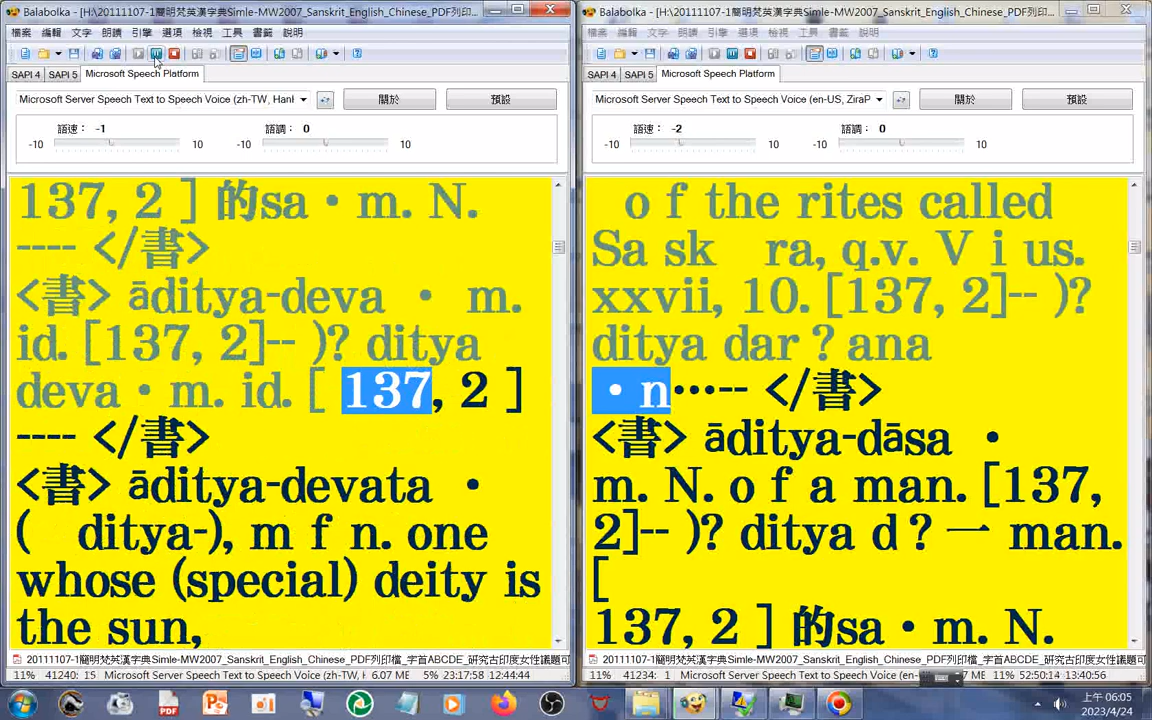 Balabolka - [H:\20111107-1簡明梵英漢字典Simle-MW2007_Sanskrit_English_Chinese_PDF列印...
檔案 編輯 文字 朗讀 引擎 選項 檢視 工具 書籤 說明
SAPI 4 SAPI 5 Microsoft Speech Platform
Microsoft Server Speech Text to Speech Voice (zh-TW, Hanl 關於 預設
語速： -1 語調： 0
-10 10 -10 10
137, 2 ] 的sa・m. N.
---- </書>
<書> āditya-deva ・ m.
id. [137, 2]-- )? ditya
deva・m. id. [ 137, 2 ]
---- </書>
<書> āditya-devata ・
( ditya-), m f n. one
whose (special) deity is
the sun,
20111107-1簡明梵英漢字典Simle-MW2007_Sanskrit_English_Chinese_PDF列印檔_字首ABCDE_研究古印度女性議題可
11% 41240: 15 Microsoft Server Speech Text to Speech Voice (zh-TW, H 6.07 ME 5% 23:17:58 12:44:44
Balabolka - [H:\20111107-1簡明梵英漢字典Simle-MW2007_Sanskrit_English_Chinese_PDF列印...
檔案 編輯 文字 朗讀 引擎 選項 檢視 工具 書籤 說明
SAPI 4 SAPI 5 Microsoft Speech Platform
Microsoft Server Speech Text to Speech Voice (en-US, ZiraP 關於 預設
語速： -2 語調： 0
-10 10 -10 10
o f the rites called
Sa sk ra, q.v. V i us.
xxvii, 10. [137, 2]-- )?
ditya dar ? ana
・n…-- </書>
<書> āditya-dāsa ・
m. N. o f a man. [137,
2]-- )? ditya d？一 man.
[
137, 2 ] 的sa・m. N.
20111107-1簡明梵英漢字典Simle-MW2007_Sanskrit_English_Chinese_PDF列印檔_字首ABCDE_研究古印度女性議題可
11% 41234: 1 Microsoft Server Speech Text to Speech Voice (en- 11% 52:50:14 13:40:56
上午 06:05
2023/4/24